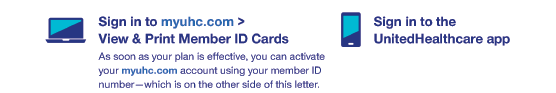 Sign in to myuhc.com >
View & Print Member ID Cards
As soon as your plan is effective, you can activate
your myuhc.com account using your member ID
number—which is on the other side of this letter.
Sign in to the
UnitedHealthcare app